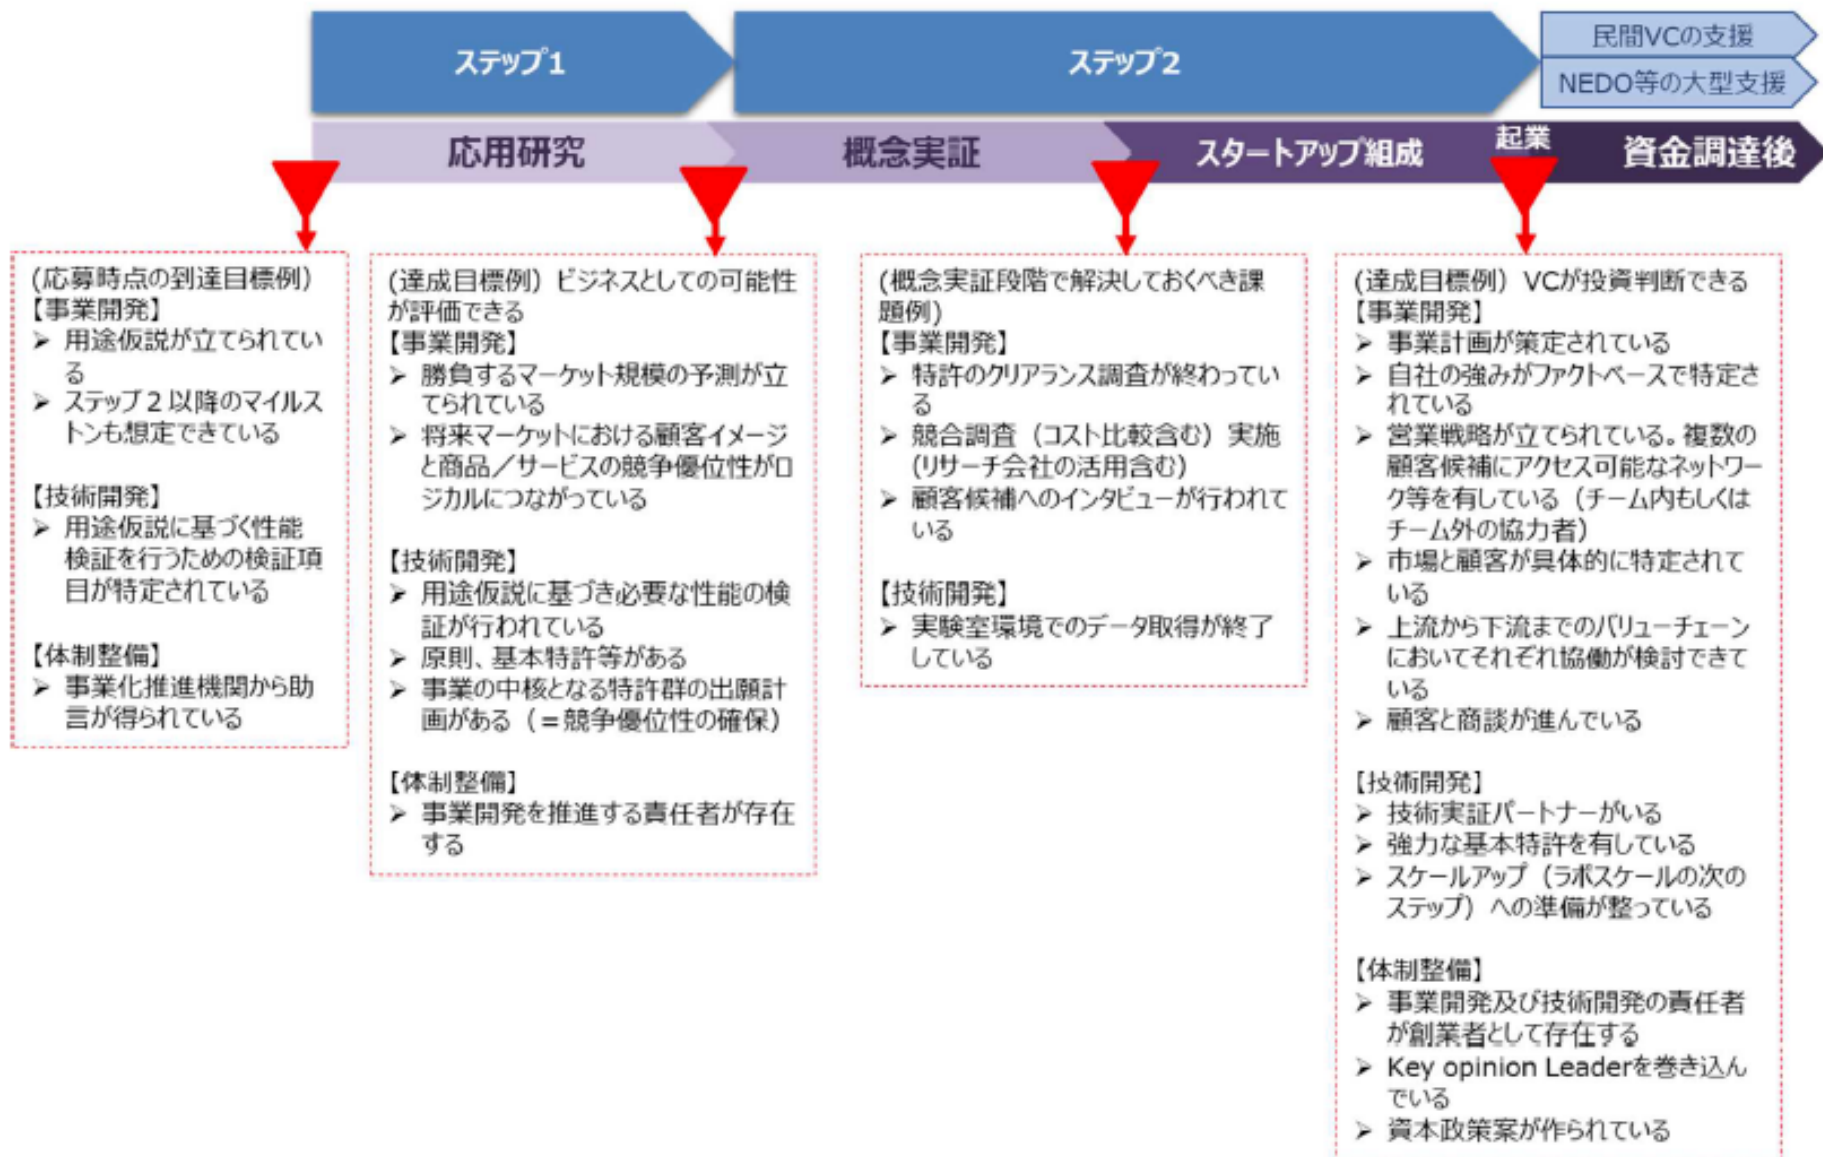 ステップ1
ステップ2
民間VCの支援
NEDO等の大型支援
応用研究
概念実証
スタートアップ組成
起業
資金調達後
(応募時点の到達目標例)
【事業開発】
➢ 用途仮説が立てられてい
る
➢ ステップ2以降のマイルス
トンも想定できている
【技術開発】
➢ 用途仮説に基づく性能
検証を行うための検証項
目が特定されている
【体制整備】
➢ 事業化推進機関から助
言が得られている
(達成目標例) ビジネスとしての可能性
が評価できる
【事業開発】
➢ 勝負するマーケット規模の予測が立
てられている
➢ 将来マーケットにおける顧客イメージ
と商品/サービスの競争優位性がロ
ジカルにつながっている
【技術開発】
➢ 用途仮説に基づき必要な性能の検
証が行われている
➢ 原則、基本特許等がある
➢ 事業の中核となる特許群の出願計
画がある(=競争優位性の確保)
【体制整備】
➢ 事業開発を推進する責任者が存在
する
(概念実証段階で解決しておくべき課
題例)
【事業開発】
➢ 特許のクリアランス調査が終わってい
る
➢ 競合調査(コスト比較含む)実施
(リサーチ会社の活用含む)
➢ 顧客候補へのインタビューが行われて
いる
【技術開発】
➢ 実験室環境でのデータ取得が終了
している
(達成目標例) VCが投資判断できる
【事業開発】
➢ 事業計画が策定されている
➢ 自社の強みがファクトベースで特定さ
れている
➢ 営業戦略が立てられている。複数の
顧客候補にアクセス可能なネットワー
ク等を有している(チーム内もしくは
チーム外の協力者)
➢ 市場と顧客が具体的に特定されて
いる
➢ 上流から下流までのバリューチェーン
においてそれぞれ協働が検討できて
いる
➢ 顧客と商談が進んでいる
【技術開発】
➢ 技術実証パートナーがいる
➢ 強力な基本特許を有している
➢ スケールアップ(ラボスケールの次の
ステップ)への準備が整っている
【体制整備】
➢ 事業開発及び技術開発の責任者
が創業者として存在する
➢ Key opinion Leaderを巻き込ん
でいる
➢ 資本政策案が作られている